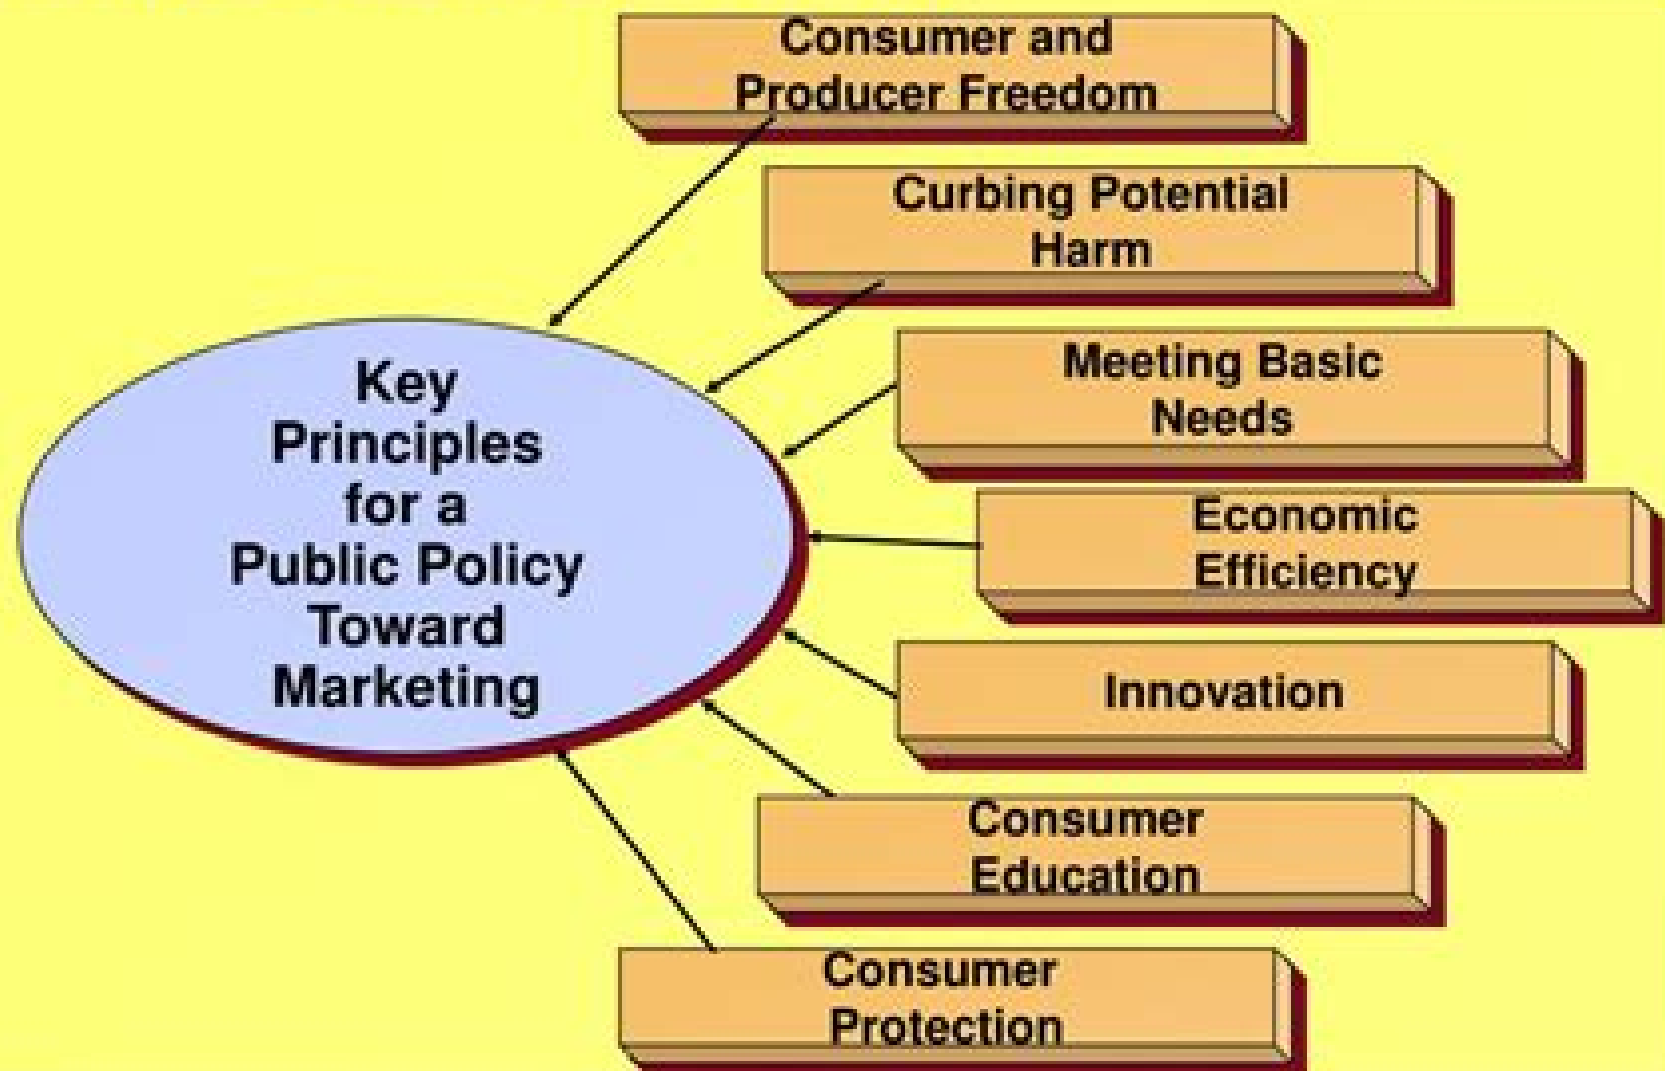 Consumer and
Producer Freedom
Curbing Potential
Harm
Meeting Basic
Needs
Economic
Efficiency
Innovation
Consumer
Education
Consumer
Protection
Key
Principles
for a
Public Policy
Toward
Marketing